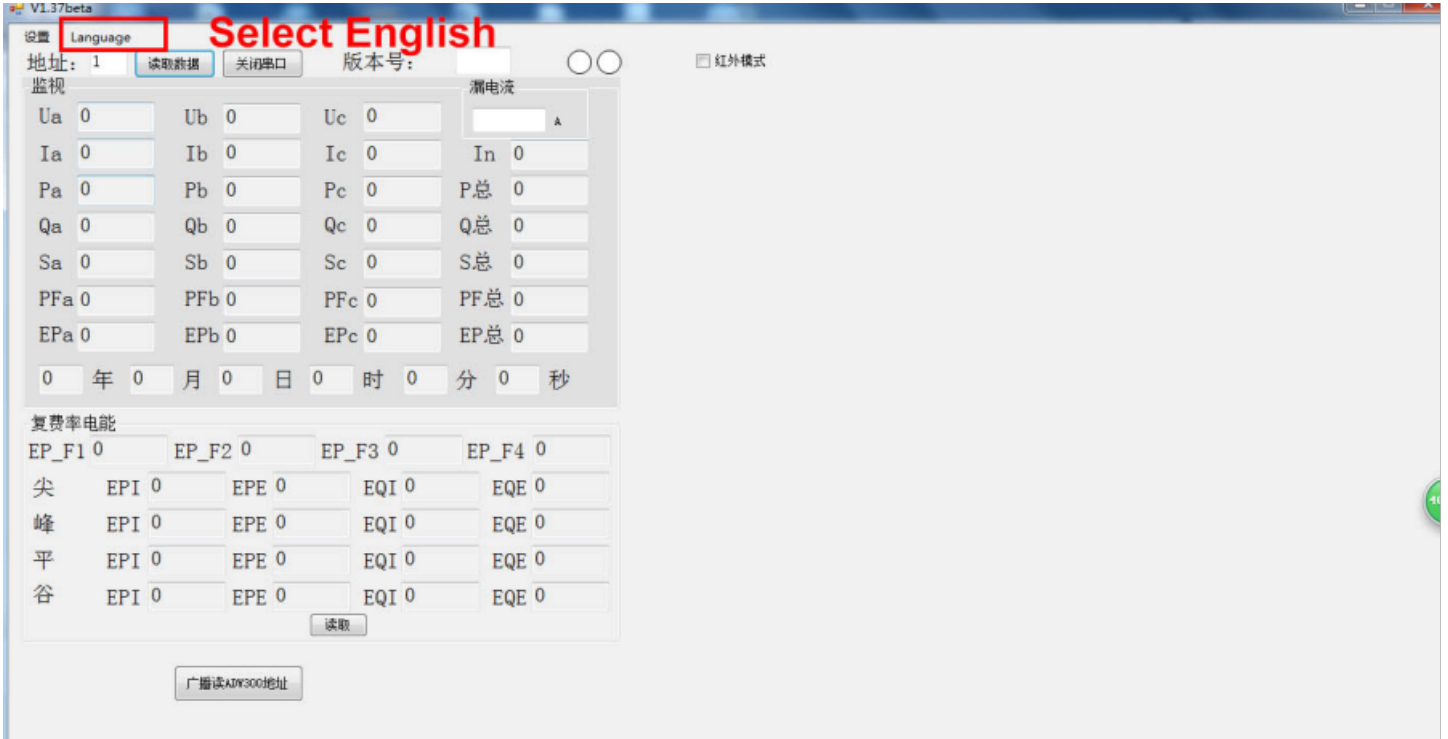 V1.37beta
设置 Language Select English
地址： 1 读取数据 关闭串口 版本号： 红外模式
监视 漏电流
Ua 0 Ub 0 Uc 0 A
Ia 0 Ib 0 Ic 0 In 0
Pa 0 Pb 0 Pc 0 P总 0
Qa 0 Qb 0 Qc 0 Q总 0
Sa 0 Sb 0 Sc 0 S总 0
PFa 0 PFb 0 PFc 0 PF总 0
EPa 0 EPb 0 EPc 0 EP总 0
0 年 0 月 0 日 0 时 0 分 0 秒
复费率电能
EP_F1 0 EP_F2 0 EP_F3 0 EP_F4 0
尖 EPI 0 EPE 0 EQI 0 EQE 0
峰 EPI 0 EPE 0 EQI 0 EQE 0
平 EPI 0 EPE 0 EQI 0 EQE 0
谷 EPI 0 EPE 0 EQI 0 EQE 0
读取
广播读ADW300地址